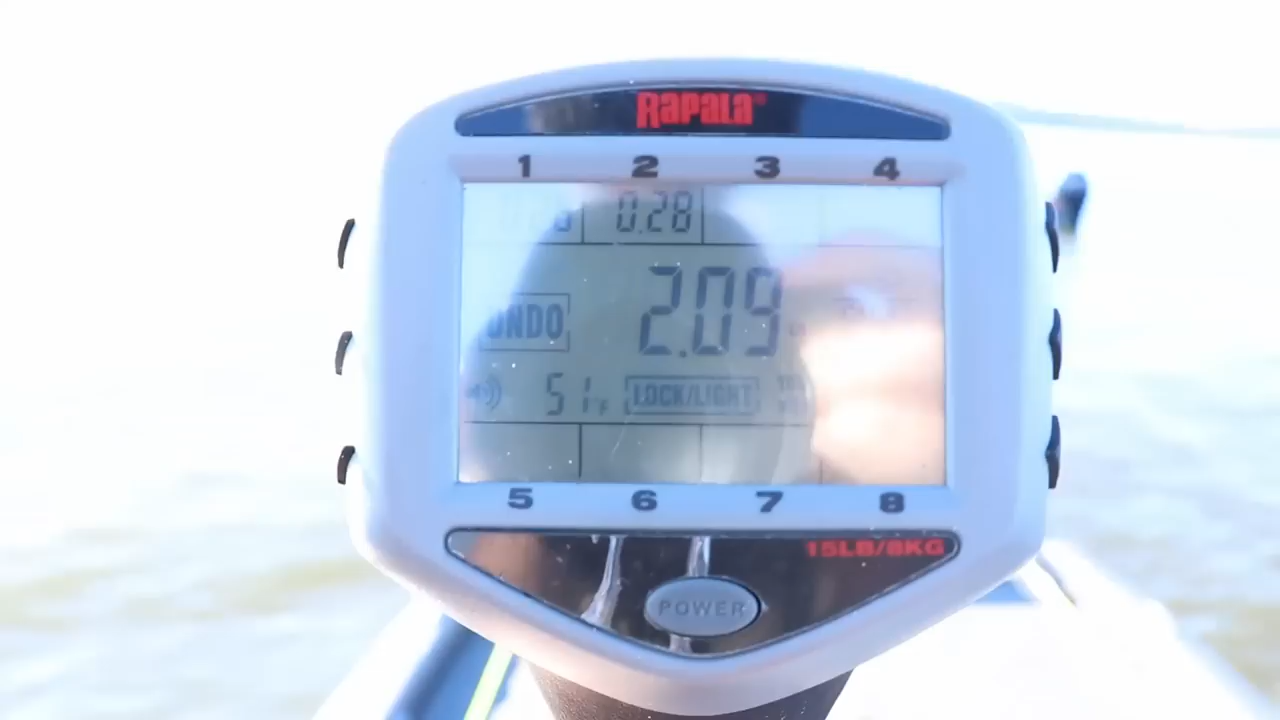 RAPALA®
1 2 3 4
0.28
2.09
UNDO
51°F LOCK/LIGHT
5 6 7 8
15LB/8KG
POWER